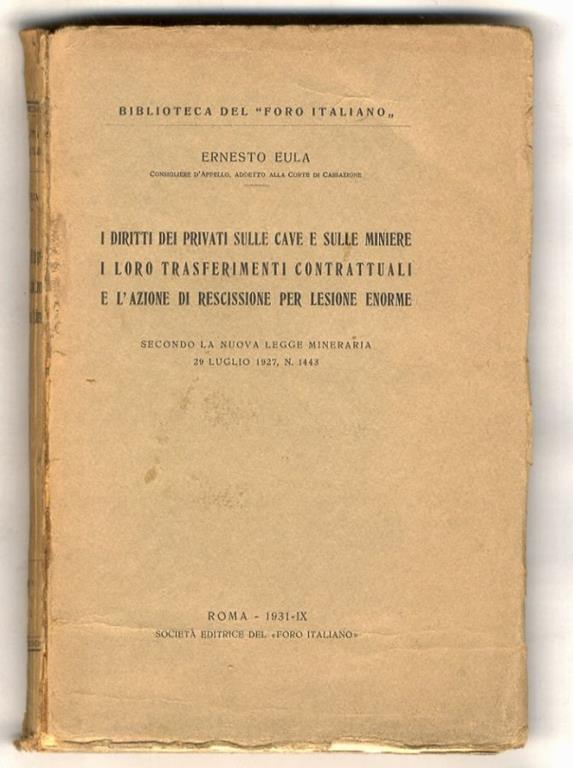 BIBLIOTECA DEL "FORO ITALIANO„
ERNESTO EULA
CONSIGLIERE D'APPELLO, ADDETTO ALLA CORTE DI CASSAZIONE
I DIRITTI DEI PRIVATI SULLE CAVE E SULLE MINIERE
I LORO TRASFERIMENTI CONTRATTUALI
E L'AZIONE DI RESCISSIONE PER LESIONE ENORME
SECONDO LA NUOVA LEGGE MINERARIA
29 LUGLIO 1927, N. 1443
ROMA - 1931-IX
SOCIETÀ EDITRICE DEL «FORO ITALIANO»